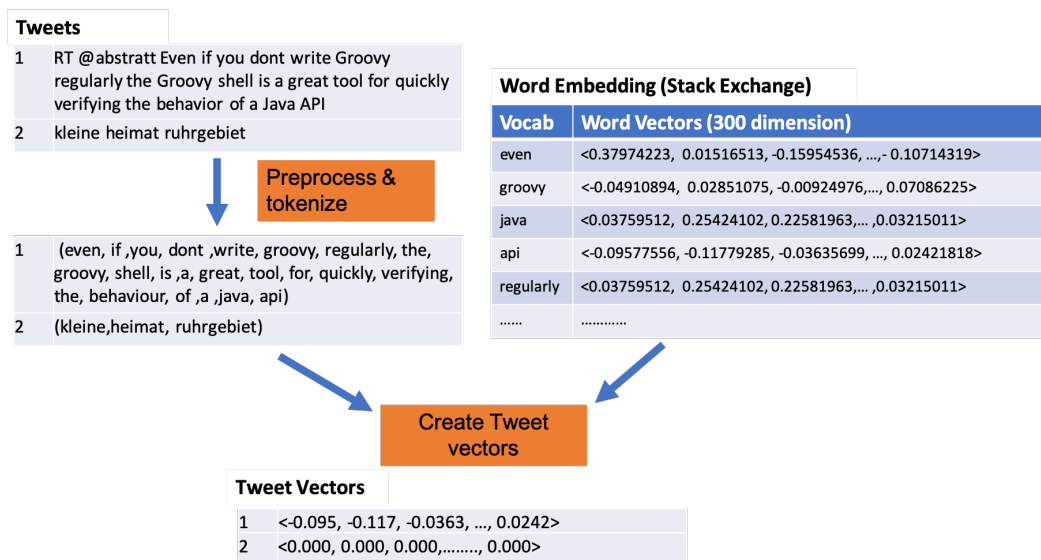 Tweets
1 RT @abstratt Even if you dont write Groovy
regularly the Groovy shell is a great tool for quickly
verifying the behavior of a Java API
2 kleine heimat ruhrgebiet
Preprocess &
tokenize
1 (even, if ,you, dont ,write, groovy, regularly, the,
groovy, shell, is ,a, great, tool, for, quickly, verifying,
the, behaviour, of ,a ,java, api)
2 (kleine,heimat, ruhrgebiet)
Word Embedding (Stack Exchange)
Vocab Word Vectors (300 dimension)
even <0.37974223, 0.01516513, -0.15954536, ...,- 0.10714319>
groovy <-0.04910894, 0.02851075, -0.00924976,..., 0.07086225>
java <0.03759512, 0.25424102, 0.22581963,... ,0.03215011>
api <-0.09577556, -0.11779285, -0.03635699, ..., 0.02421818>
regularly <0.03759512, 0.25424102, 0.22581963,... ,0.03215011>
...... ............
Create Tweet
vectors
Tweet Vectors
1 <-0.095, -0.117, -0.0363, ..., 0.0242>
2 <0.000, 0.000, 0.000,........, 0.000>